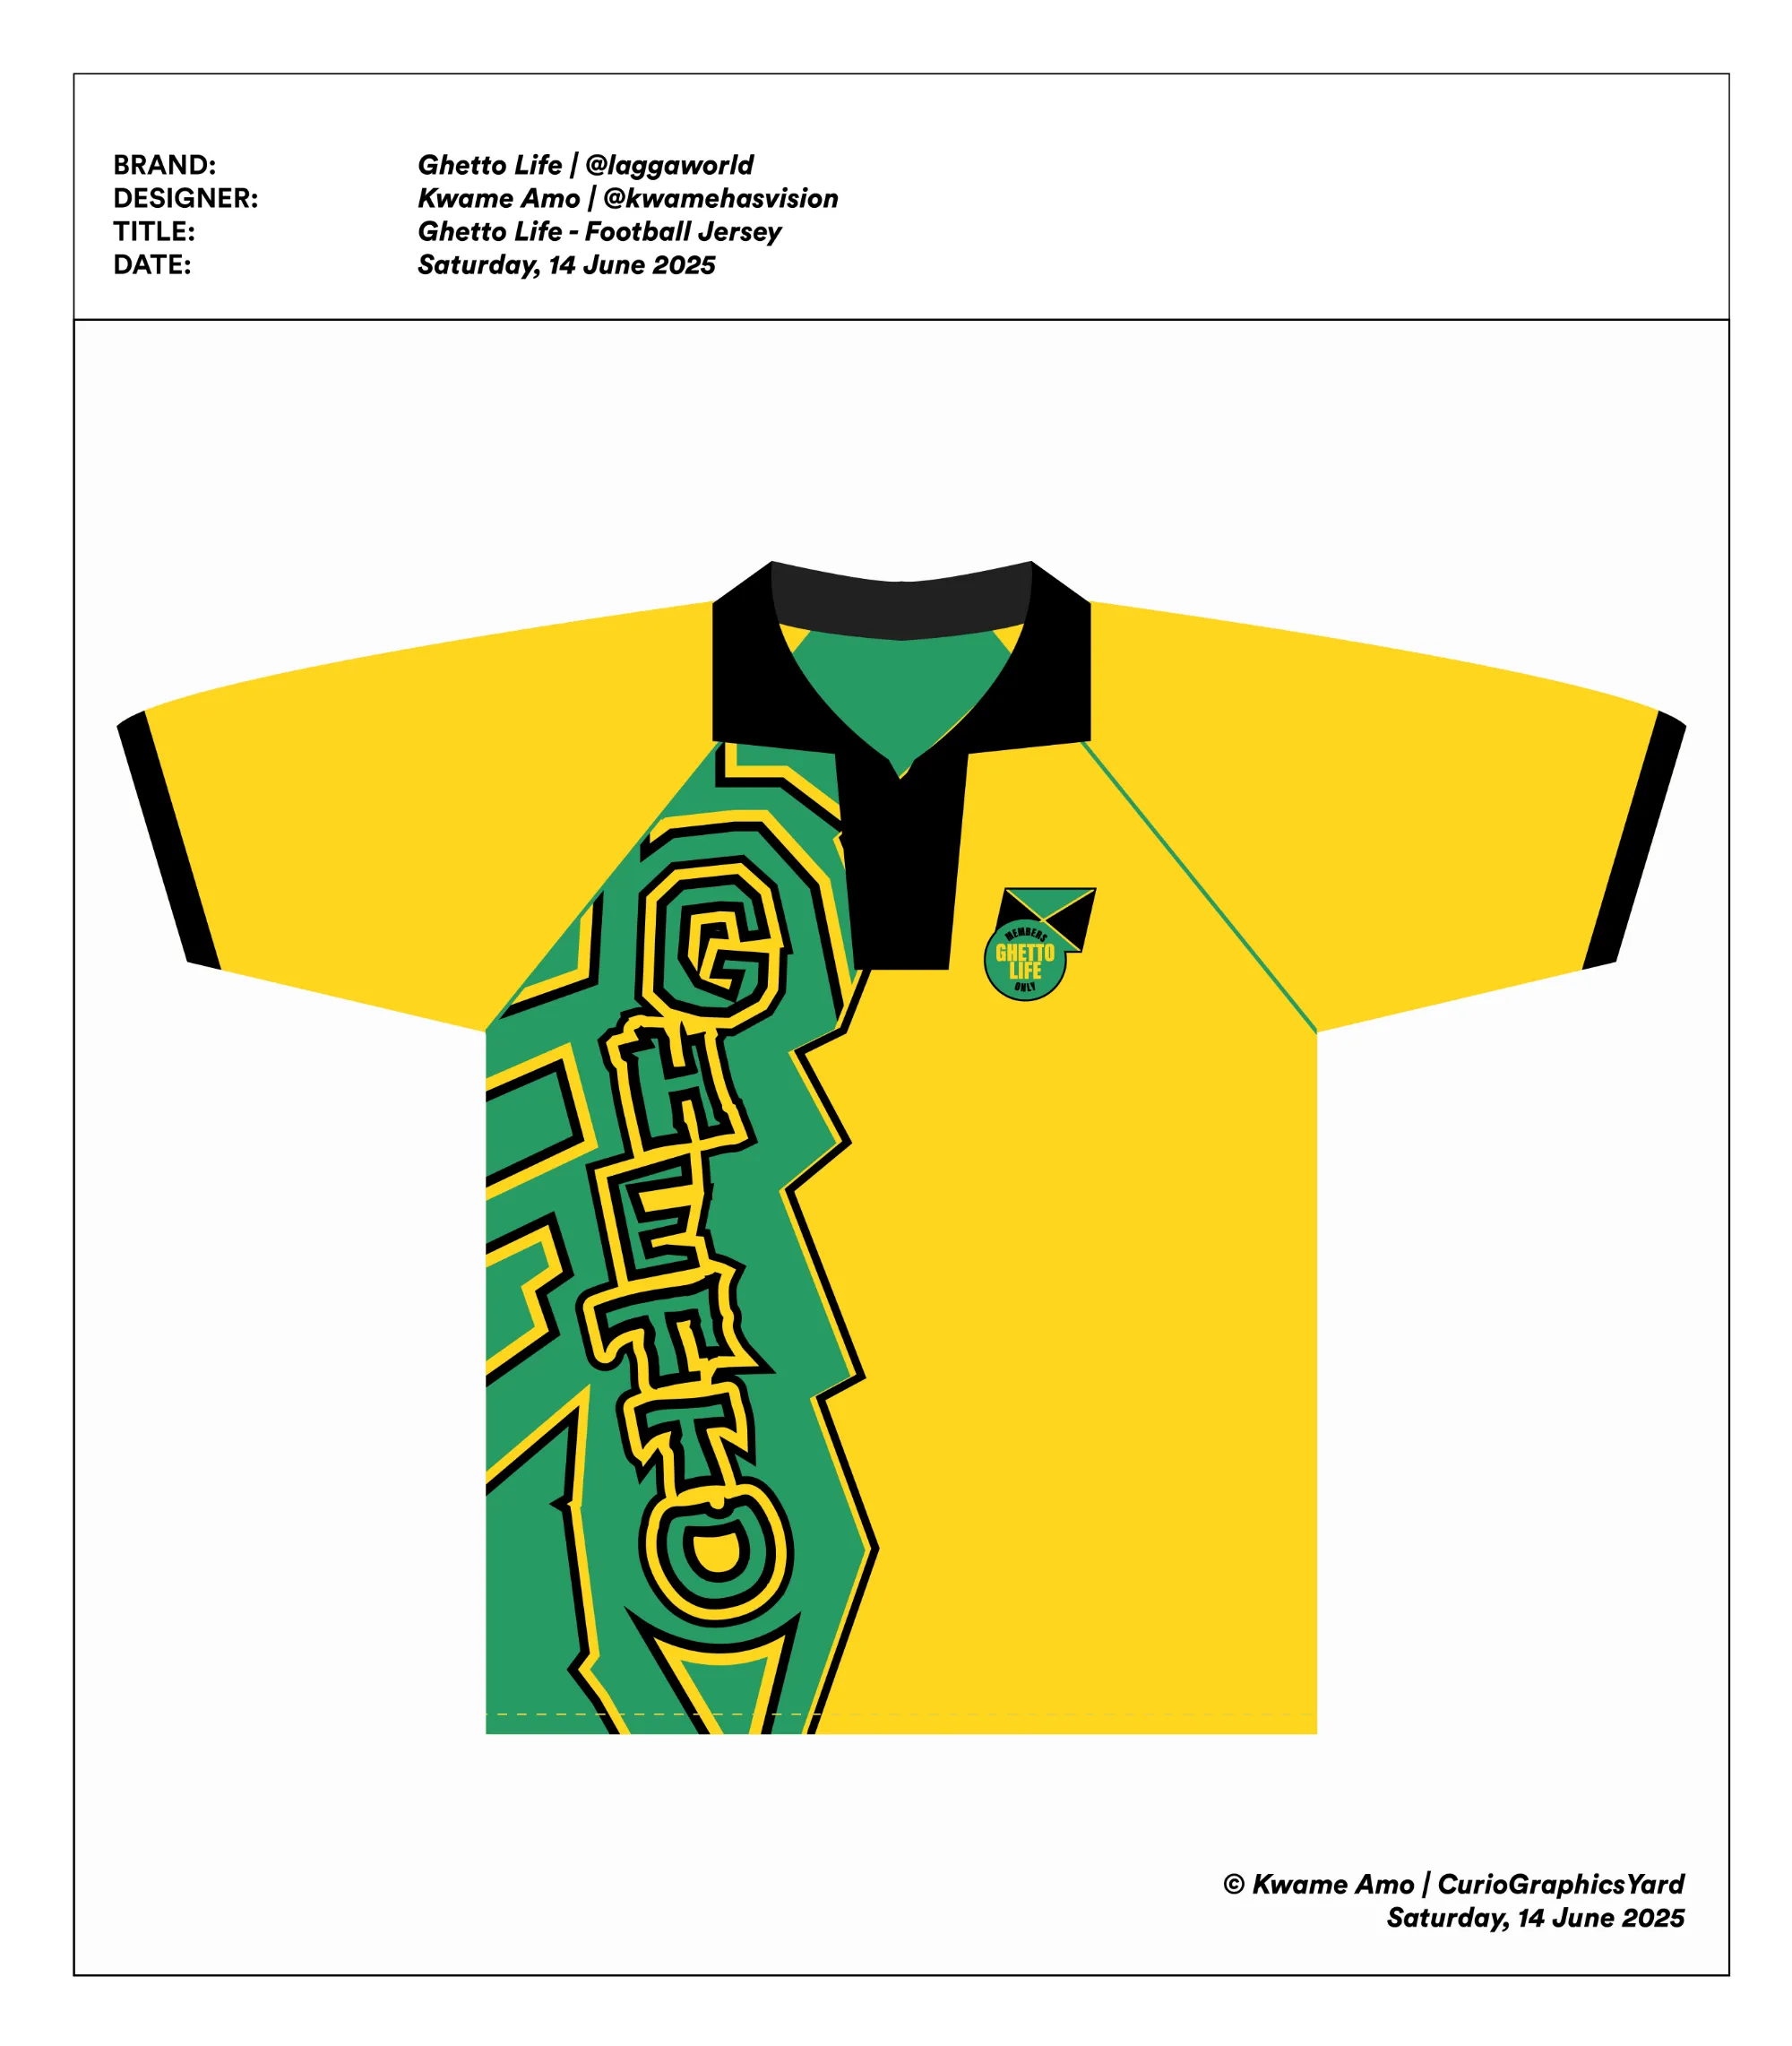 BRAND: Ghetto Life / @laggaworld
DESIGNER: Kwame Amo / @kwamehasvision
TITLE: Ghetto Life - Football Jersey
DATE: Saturday, 14 June 2025
GHETTO
MEMBERS
GHETTO
LIFE
ONLY
© Kwame Amo / CurioGraphicsYard
Saturday, 14 June 2025